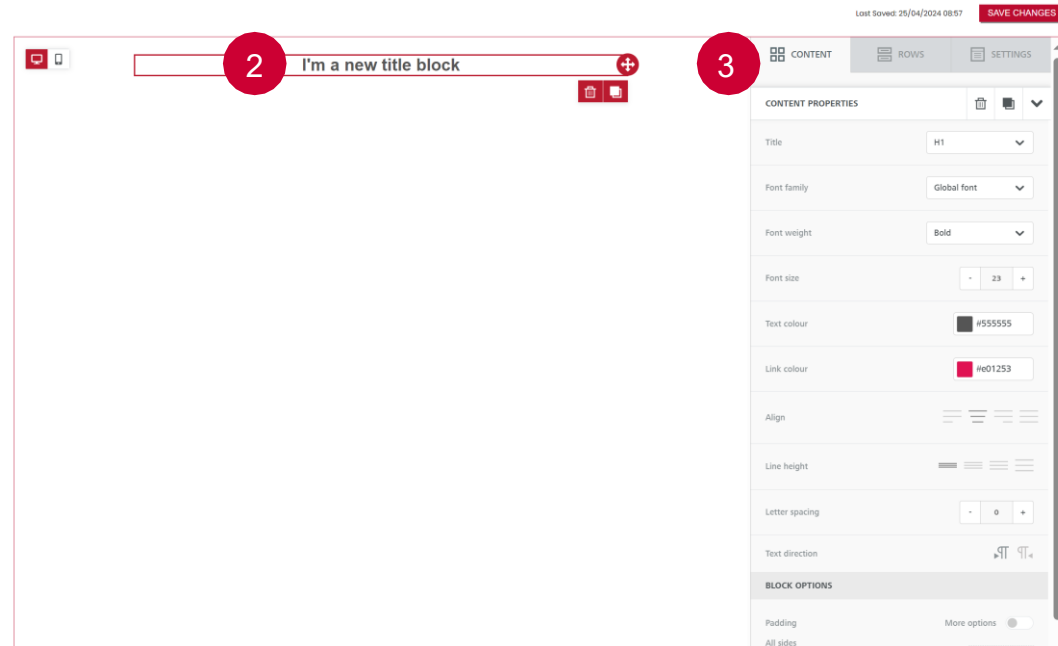 Last Saved: 25/04/2024 08:57
SAVE CHANGES
2
I'm a new title block
3
CONTENT
ROWS
SETTINGS
CONTENT PROPERTIES
Title
H1
Font family
Global font
Font weight
Bold
Font size
- 23 +
Text colour
#555555
Link colour
#e01253
Align
Line height
Letter spacing
- 0 +
Text direction
BLOCK OPTIONS
Padding
More options
All sides